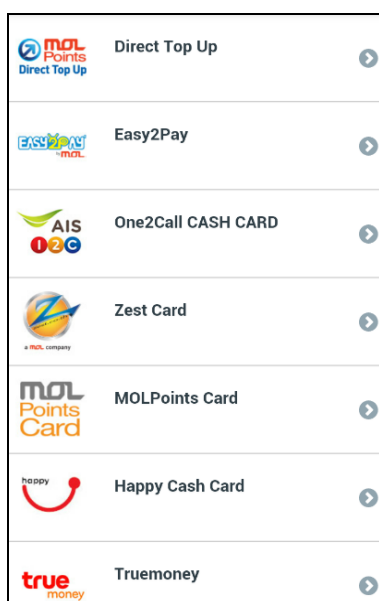 MOL
Points
Direct Top Up
Direct Top Up
EASY2PAY
by MOL
Easy2Pay
AIS
12C
One2Call CASH CARD
Z
a MOL company
Zest Card
MOL
Points
Card
MOLPoints Card
happy
Happy Cash Card
true
money
Truemoney